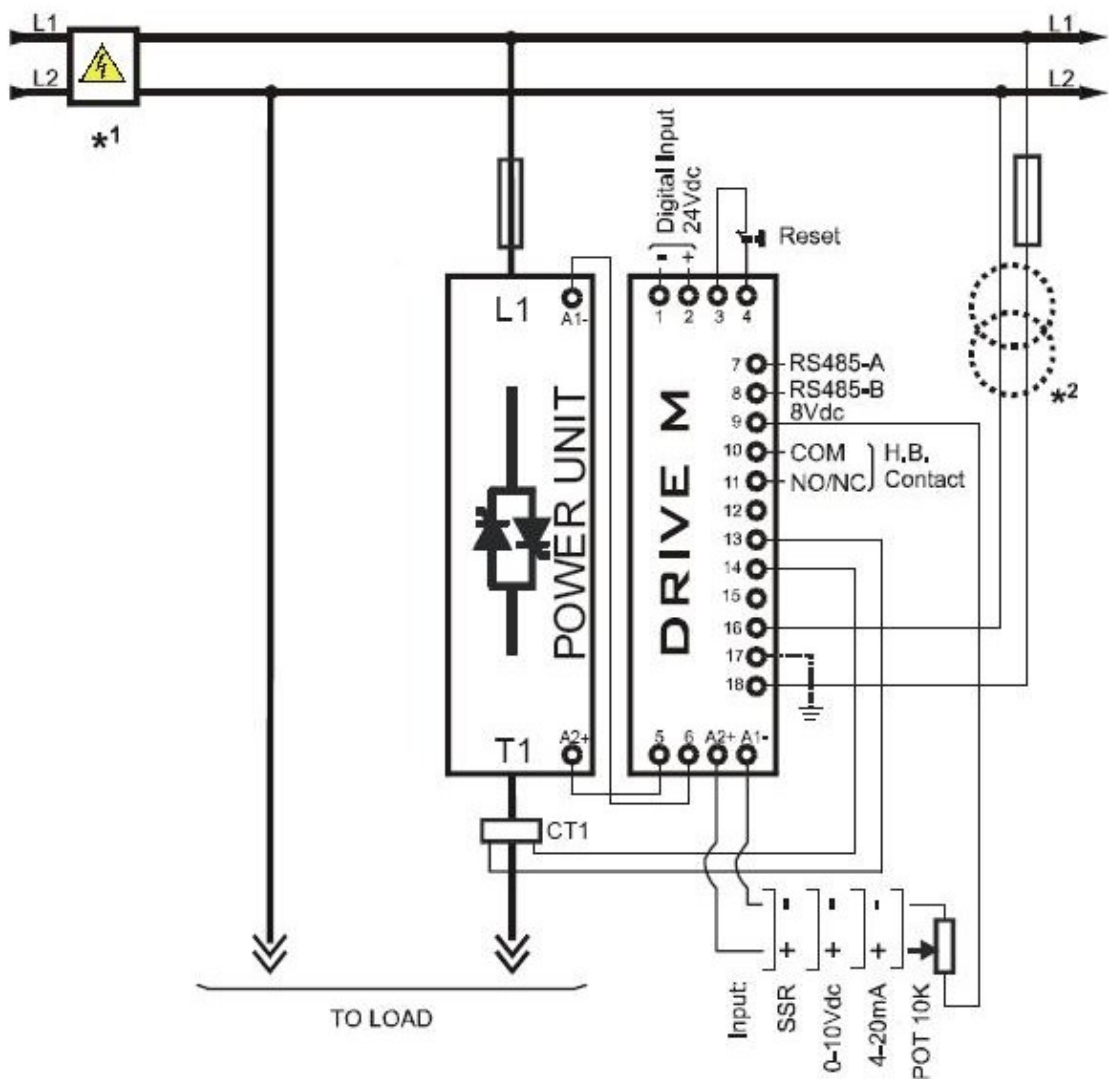 L1
L1
L2
L2
*1
Digital Input
24Vdc
-
+
Reset
L1
A1-
1
2
3
4
POWER UNIT
DRIVE M
7
RS485-A
8
RS485-B
9
8Vdc
10
COM
11
NO/NC
H.B.
Contact
12
13
14
15
16
17
18
*2
T1
A2+
5
6
A2+
A1-
CT1
-
-
-
+
+
+
Input:
SSR
0-10Vdc
4-20mA
POT 10K
TO LOAD